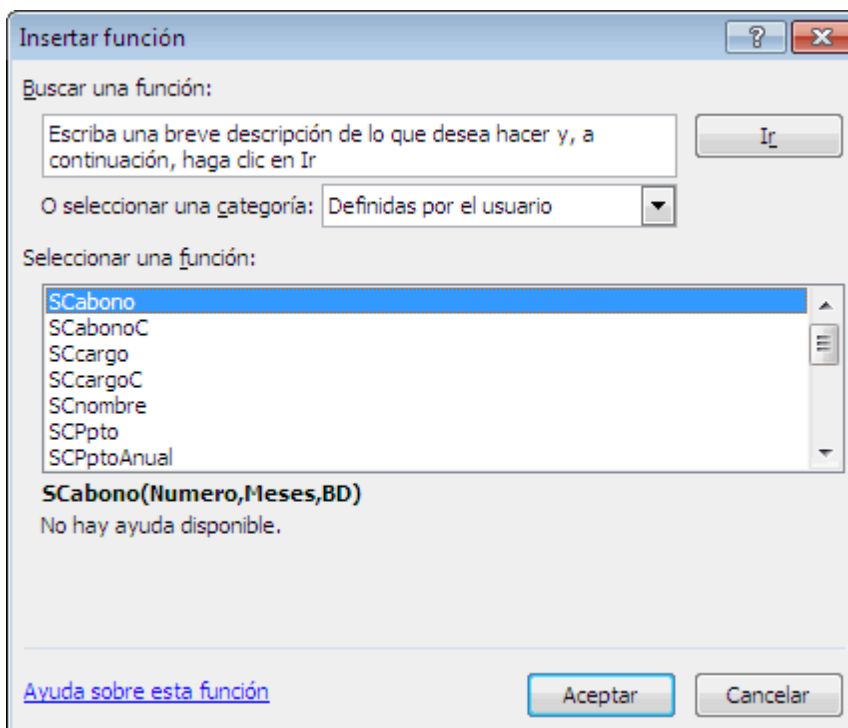 Insertar función
Buscar una función:
Escriba una breve descripción de lo que desea hacer y, a
continuación, haga clic en Ir
Ir
O seleccionar una categoría: Definidas por el usuario
Seleccionar una función:
SCabono
SCabonoC
SCcargo
SCcargoC
SCnombre
SCPpto
SCPptoAnual
SCabono(Numero,Meses,BD)
No hay ayuda disponible.
Ayuda sobre esta función
Aceptar
Cancelar